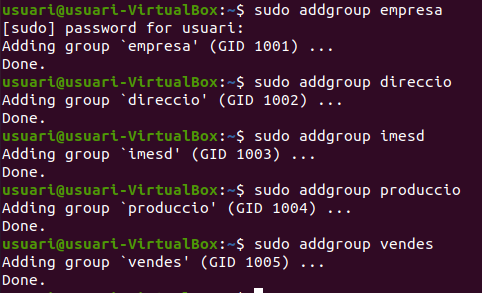 usuari@usuari-VirtualBox:~$ sudo addgroup empresa
[sudo] password for usuari:
Adding group `empresa' (GID 1001) ...
Done.
usuari@usuari-VirtualBox:~$ sudo addgroup direccio
Adding group `direccio' (GID 1002) ...
Done.
usuari@usuari-VirtualBox:~$ sudo addgroup imesd
Adding group `imesd' (GID 1003) ...
Done.
usuari@usuari-VirtualBox:~$ sudo addgroup produccio
Adding group `produccio' (GID 1004) ...
Done.
usuari@usuari-VirtualBox:~$ sudo addgroup vendes
Adding group `vendes' (GID 1005) ...
Done.